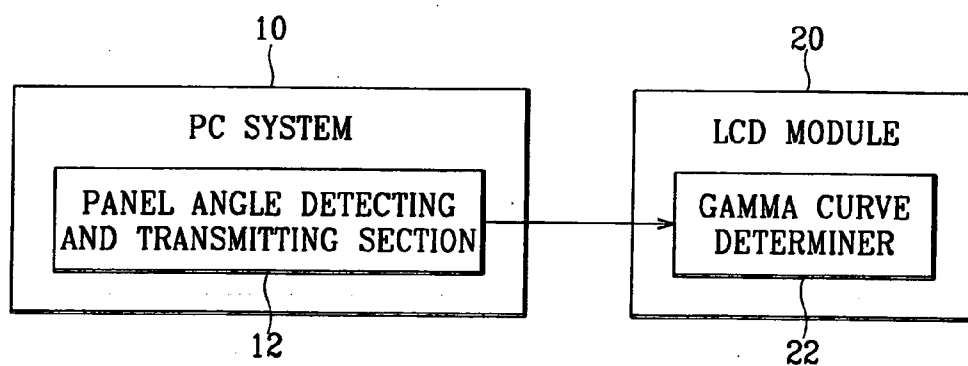 10
20
PC SYSTEM
LCD MODULE
PANEL ANGLE DETECTING
AND TRANSMITTING SECTION
GAMMA CURVE
DETERMINER
12
22